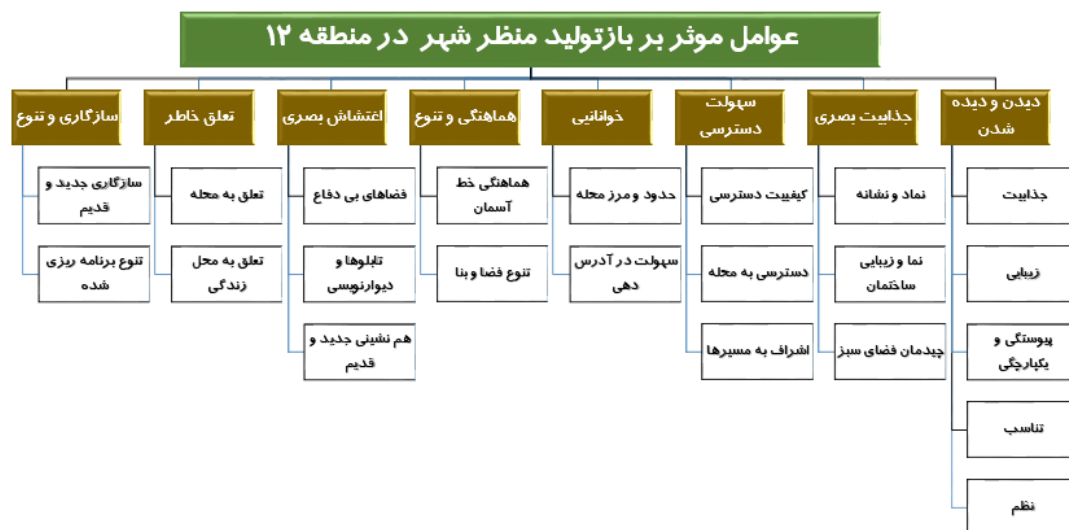 عوامل موثر بر بازتولید منظر شهر در منطقه ۱۲
دیدن و دیده
شدن
جذابیت
زیبایی
پیوستگی و
یکپارچگی
تناسب
نظم
جذابیت بصری
نماد و نشانه
نما و زیبایی
ساختمان
چیدمان فضای سبز
سهولت
دسترسی
کیفییت دسترسی
دسترسی به محله
اشراف به مسیرها
خوانانیی
حدود و مرز محله
سهولت در آدرس
دهی
هماهنگی و تنوع
هماهنگی خط
آسمان
تنوع فضا و بنا
اغتشاش بصری
فضاهای بی دفاع
تابلوها و
دیوارنویسی
هم نشینی جدید و
قدیم
تعلق خاطر
تعلق به محله
تعلق به محل
زندگی
سازگاری و تنوع
سازگاری جدید و
قدیم
تنوع برنامه ریزی
شده